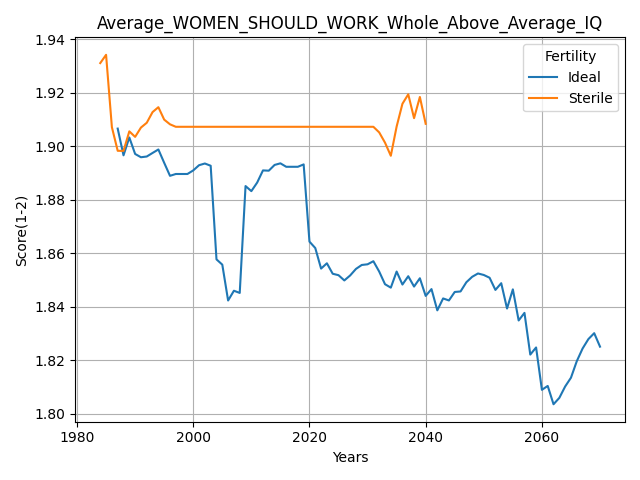 Average_WOMEN_SHOULD_WORK_Whole_Above_Average_IQ
Fertility
Ideal
Sterile
Score(1-2)
1.94
1.92
1.90
1.88
1.86
1.84
1.82
1.80
1980 2000 2020 2040 2060
Years